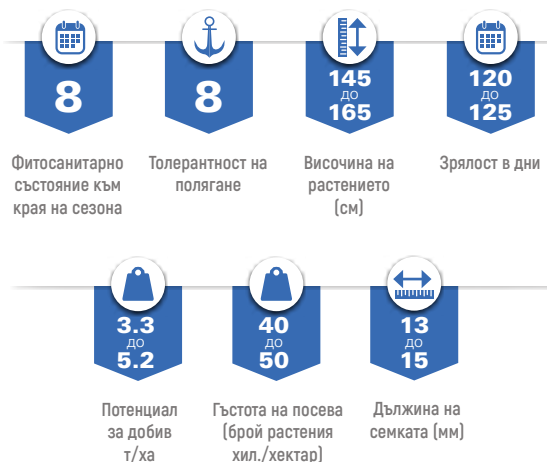 8
Фитосанитарно
състояние към
края на сезона
8
Толерантност на
полягане
145
ДО
165
Височина на
растението
(см)
120
ДО
125
Зрялост в дни
3.3
ДО
5.2
Потенциал
за добив
т/ха
40
ДО
50
Гъстота на посева
(брой растения
хил./хектар)
13
ДО
15
Дължина на
семката (мм)